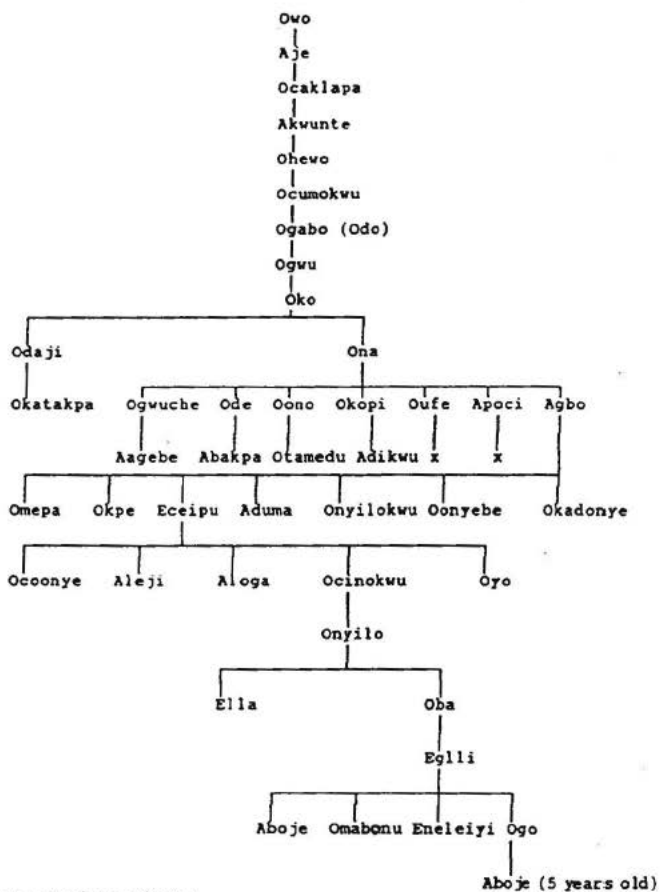 Owo
Aje
Ocaklapa
Akwunte
Ohewo
Ocumokwu
Ogabo (Odo)
Ogwu
Oko
Odaji Ona
Okatakpa Ogwuche Ode Oono Okopi Oufe Apoci Agbo
Aagebe Abakpa Otamedu Adikwu x x
Omepa Okpe Eceipu Aduma Onyilokwu Oonyebe Okadonye
Ocoonye Aleji Aloga Ocinokwu Oyo
Onyilo
Ella Oba
Eglli
Aboje Omabonu Eneleiyi Ogo
Aboje (5 years old)